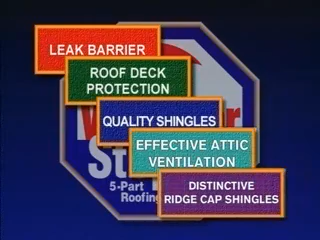 LEAK BARRIER
ROOF DECK
PROTECTION
QUALITY SHINGLES
EFFECTIVE ATTIC
VENTILATION
DISTINCTIVE
RIDGE CAP SHINGLES
5-Part
Roofing